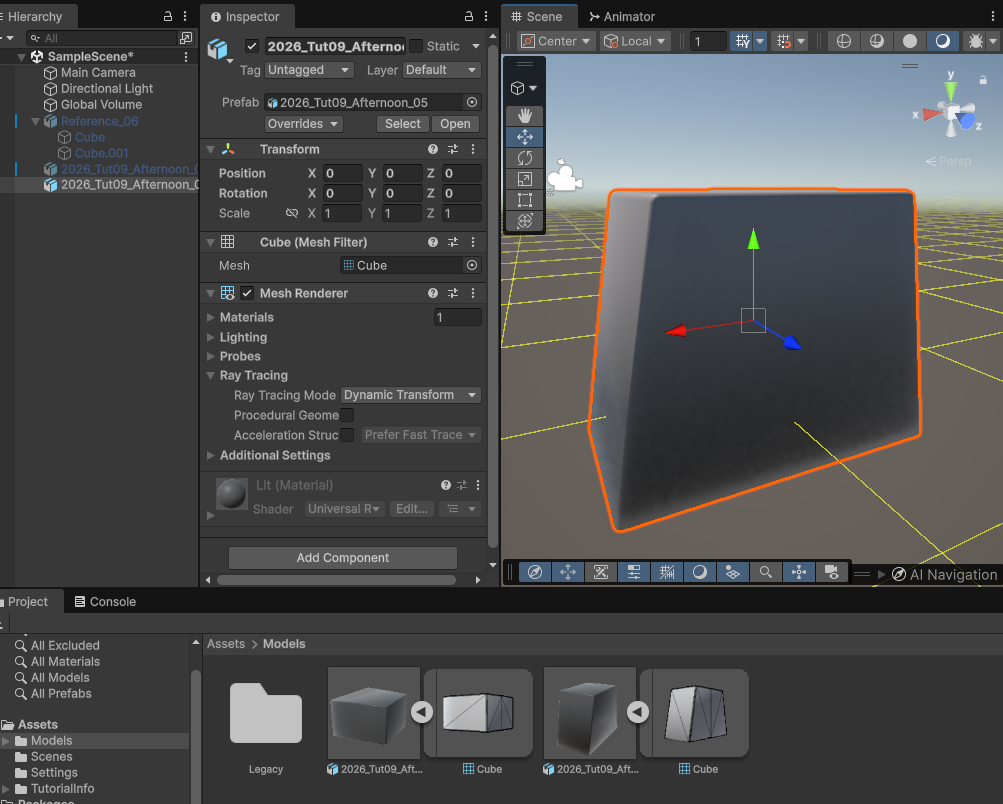 Hierarchy
All
SampleScene*
Main Camera
Directional Light
Global Volume
Reference_06
Cube
Cube.001
2026_Tut09_Afternoon_0
2026_Tut09_Afternoon_0
Inspector
2026_Tut09_Afternoo
Static
Tag Untagged Layer Default
Prefab 2026_Tut09_Afternoon_05
Overrides Select Open
Transform
Position X 0 Y 0 Z 0
Rotation X 0 Y 0 Z 0
Scale X 1 Y 1 Z 1
Cube (Mesh Filter)
Mesh Cube
Mesh Renderer
Materials 1
Lighting
Probes
Ray Tracing
Ray Tracing Mode Dynamic Transform
Procedural Geome
Acceleration Struc Prefer Fast Trace
Additional Settings
Lit (Material)
Shader Universal R Edit...
Add Component
Scene Animator
Center Local 1
y
x
z
Persp
AI Navigation
Project Console
All Excluded
All Materials
All Models
All Prefabs
Assets
Models
Scenes
Settings
TutorialInfo
Packages
Assets > Models
Legacy
2026_Tut09_Aft...
Cube
2026_Tut09_Aft...
Cube